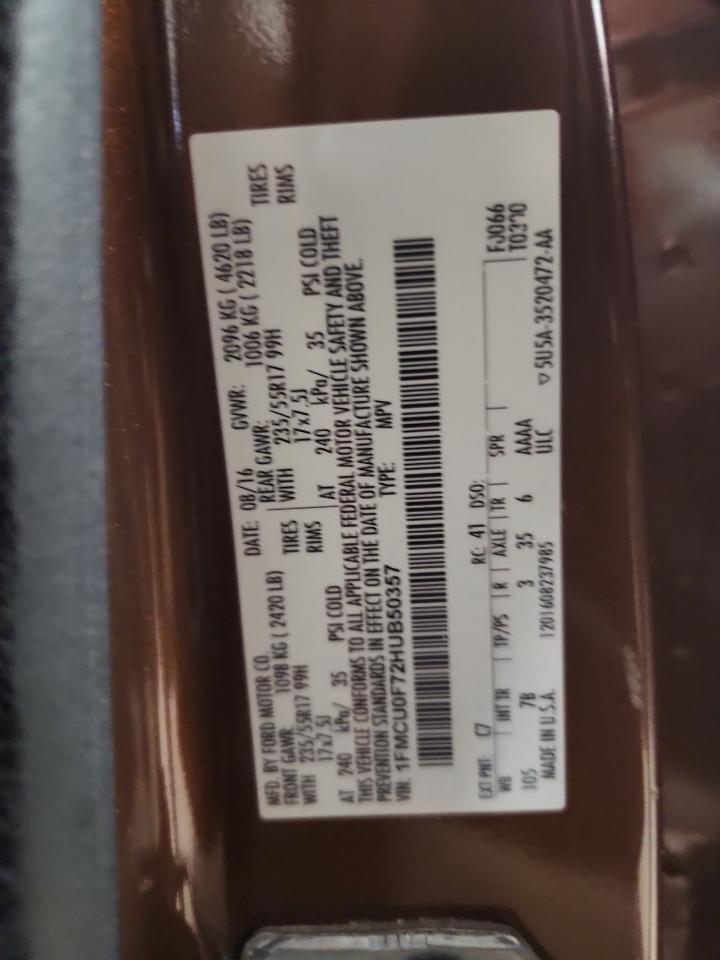 MFD. BY FORD MOTOR CO.
DATE: 08/16 GVWR: 2096 KG ( 4620 LB)
FRONT GAWR: 1098 KG ( 2420 LB) REAR GAWR: 1006 KG ( 2218 LB)
WITH 235/55R17 99H TIRES WITH 235/55R17 99H TIRES
17x7.5J RIMS 17x7.5J RIMS
AT 240 kPa/ 35 PSI COLD AT 240 kPa/ 35 PSI COLD
THIS VEHICLE CONFORMS TO ALL APPLICABLE FEDERAL MOTOR VEHICLE SAFETY AND THEFT
PREVENTION STANDARDS IN EFFECT ON THE DATE OF MANUFACTURE SHOWN ABOVE.
VIN: 1FMCU0F72HUB50357 TYPE: MPV
EXT PNT: C7 RC: 41 DSO:
WB INT TR TP/PS R AXLE TR SPR FJ066
105 7B 3 35 6 AAAA
MADE IN U.S.A. 1201608237985 ULC
▽ 5U5A-3520472-AA